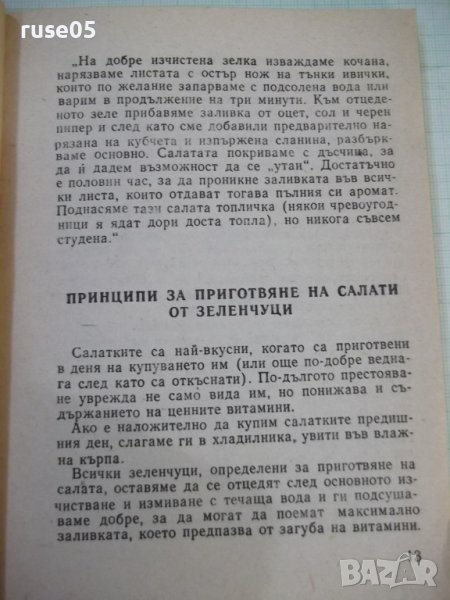 ruse05
„На добре изчистена зелка изваждаме кочана,
нарязваме листата с остър нож на тънки ивички,
които по желание запарваме с подсолена вода или
варим в продължение на три минути. Към отцеде-
ното зеле прибавяме заливка от оцет, сол и черен
пипер и след като сме добавили предварително на-
рязана на кубчета и изпържена сланина, разбърк-
ваме основно. Салатата покриваме с дъсчица, за
да ѝ дадем възможност да се „утаи“. Достатъчно
е половин час, за да проникне заливката във всич-
ки листа, които отдават тогава пълния си аромат.
Поднасяме тази салата топличка (някои чревоугод-
ници я ядат дори доста топла), но никога съвсем
студена.“
ПРИНЦИПИ ЗА ПРИГОТВЯНЕ НА САЛАТИ
ОТ ЗЕЛЕНЧУЦИ
Салатките са най-вкусни, когато са приготвени
в деня на купуването им (или още по-добре ведна-
га след като са откъснати). По-дългото престоява-
не уврежда не само вида им, но понижава и съ-
държанието на ценните витамини.
Ако е наложително да купим салатките предиш-
ния ден, слагаме ги в хладилника, увити във влаж-
на кърпа.
Всички зеленчуци, определени за приготвяне на
салата, оставяме да се отцедят след основното из-
чистване и измиване с течаща вода и ги подсуша-
ваме добре, за да могат да поемат максимално
заливката, което предпазва от загуба на витамини.
13
BAZAR